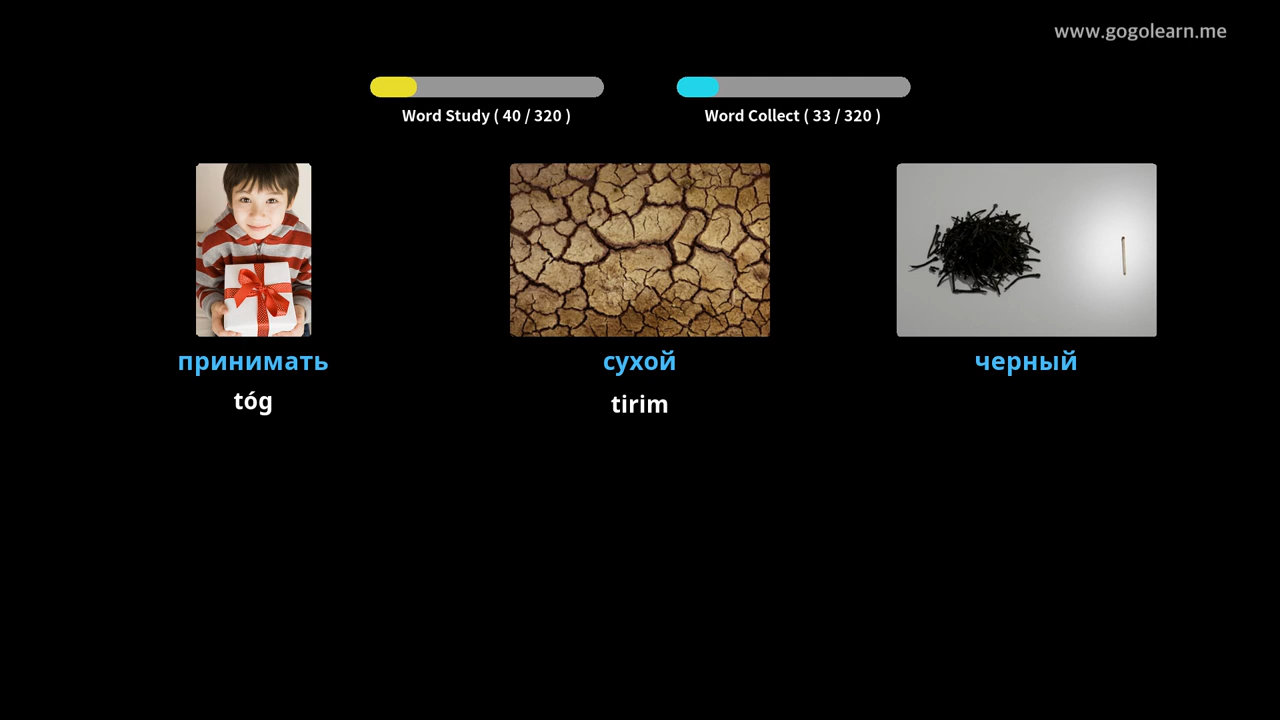 www.gogolearn.me
Word Study ( 40 / 320 )
Word Collect ( 33 / 320 )
принимать
сухой
черный
tóg
tirim